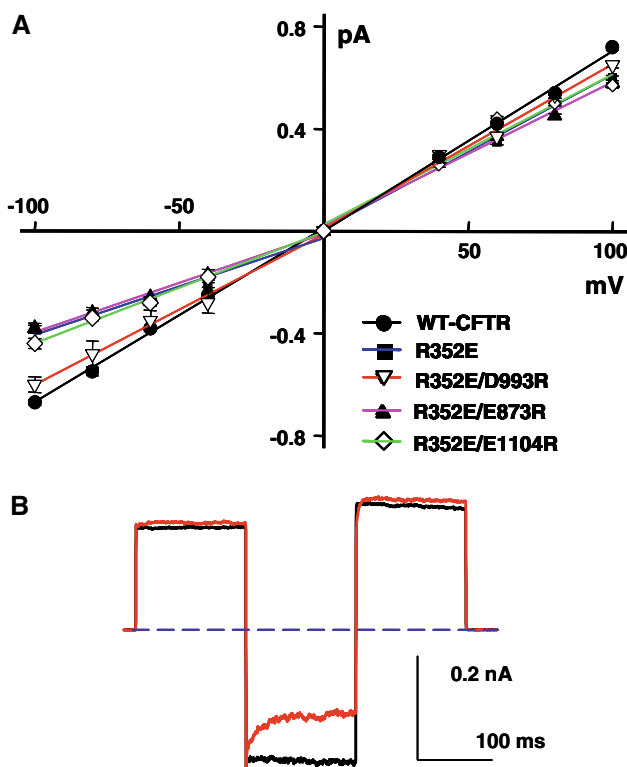 A
0.8
pA
0.4
-100
-50
50
100
mV
-0.4
-0.8
WT-CFTR
R352E
R352E/D993R
R352E/E873R
R352E/E1104R
B
0.2 nA
100 ms